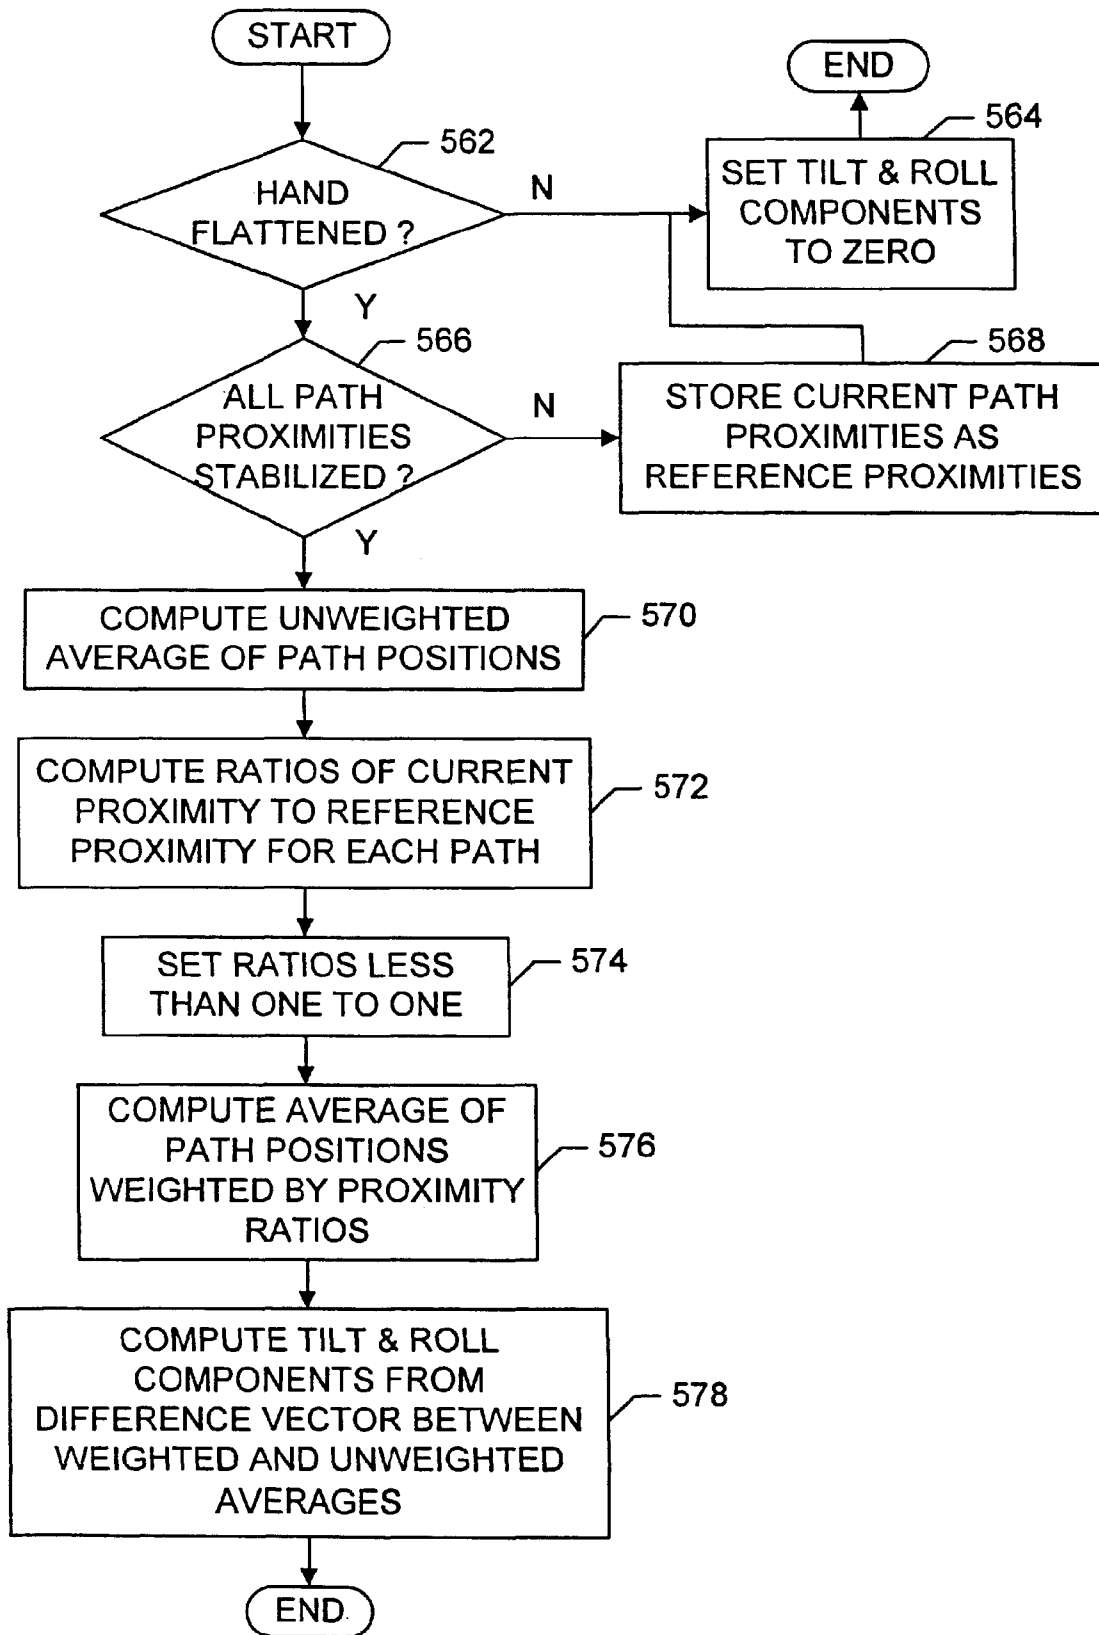 START
END
562
564
HAND
FLATTENED ?
N
SET TILT & ROLL
COMPONENTS
TO ZERO
Y
566
568
ALL PATH
PROXIMITIES
STABILIZED ?
N
STORE CURRENT PATH
PROXIMITIES AS
REFERENCE PROXIMITIES
Y
COMPUTE UNWEIGHTED
AVERAGE OF PATH POSITIONS
570
COMPUTE RATIOS OF CURRENT
PROXIMITY TO REFERENCE
PROXIMITY FOR EACH PATH
572
SET RATIOS LESS
THAN ONE TO ONE
574
COMPUTE AVERAGE OF
PATH POSITIONS
WEIGHTED BY PROXIMITY
RATIOS
576
COMPUTE TILT & ROLL
COMPONENTS FROM
DIFFERENCE VECTOR BETWEEN
WEIGHTED AND UNWEIGHTED
AVERAGES
578
END